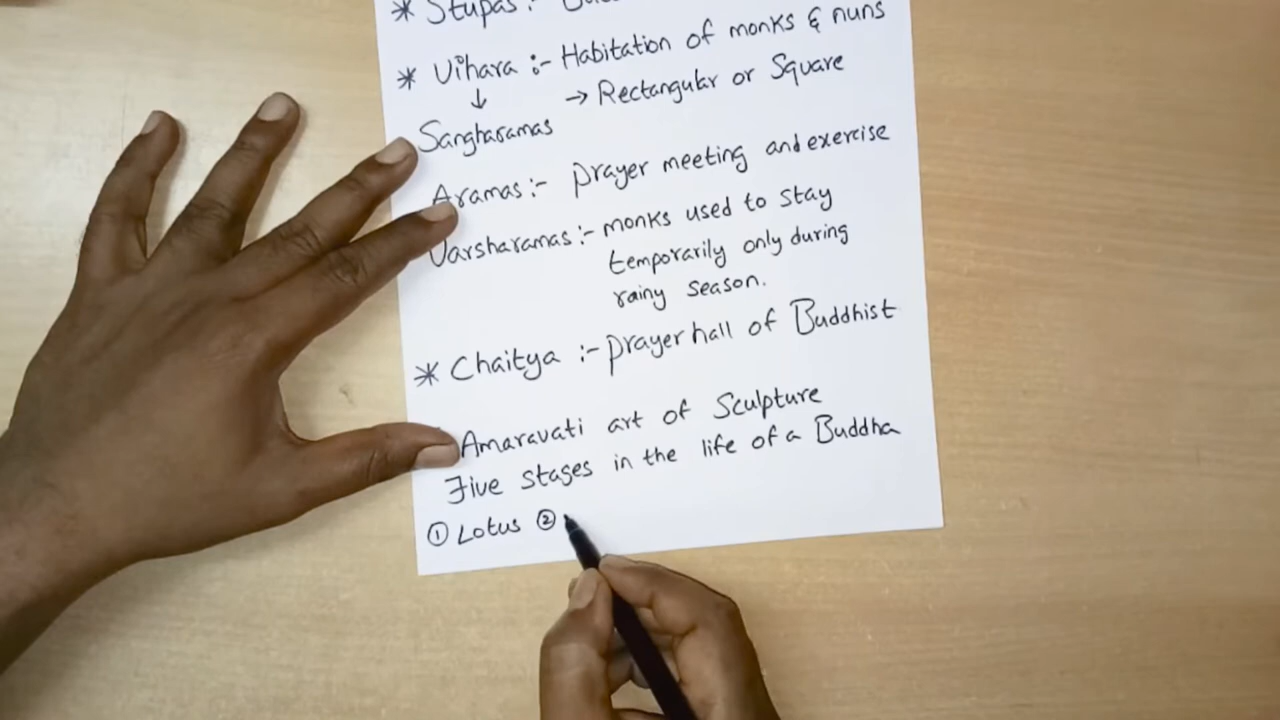 * Stupas :-
* Vihara :- Habitation of monks & nuns
↓ → Rectangular or Square
Sangharamas
Aramas :- prayer meeting and exercise
Varsharamas :- monks used to stay
temporarily only during
rainy season.
* Chaitya :- prayer hall of Buddhist
Amaravati art of Sculpture
Five stages in the life of a Buddha
① Lotus ②